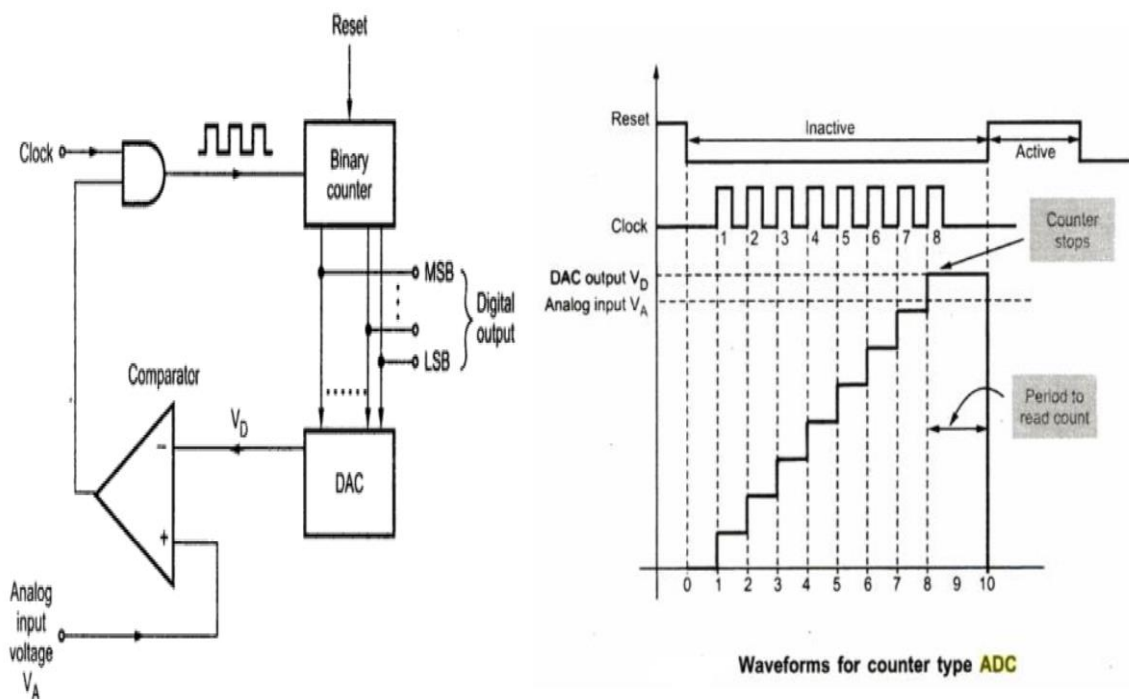 Reset
Clock
Binary
counter
MSB
Digital
output
LSB
Comparator
V_D
DAC
−
+
Analog
input
voltage
V_A
Reset
Inactive
Active
Clock
1 2 3 4 5 6 7 8
Counter
stops
DAC output V_D
Analog input V_A
Period to
read count
0 1 2 3 4 5 6 7 8 9 10
Waveforms for counter type ADC